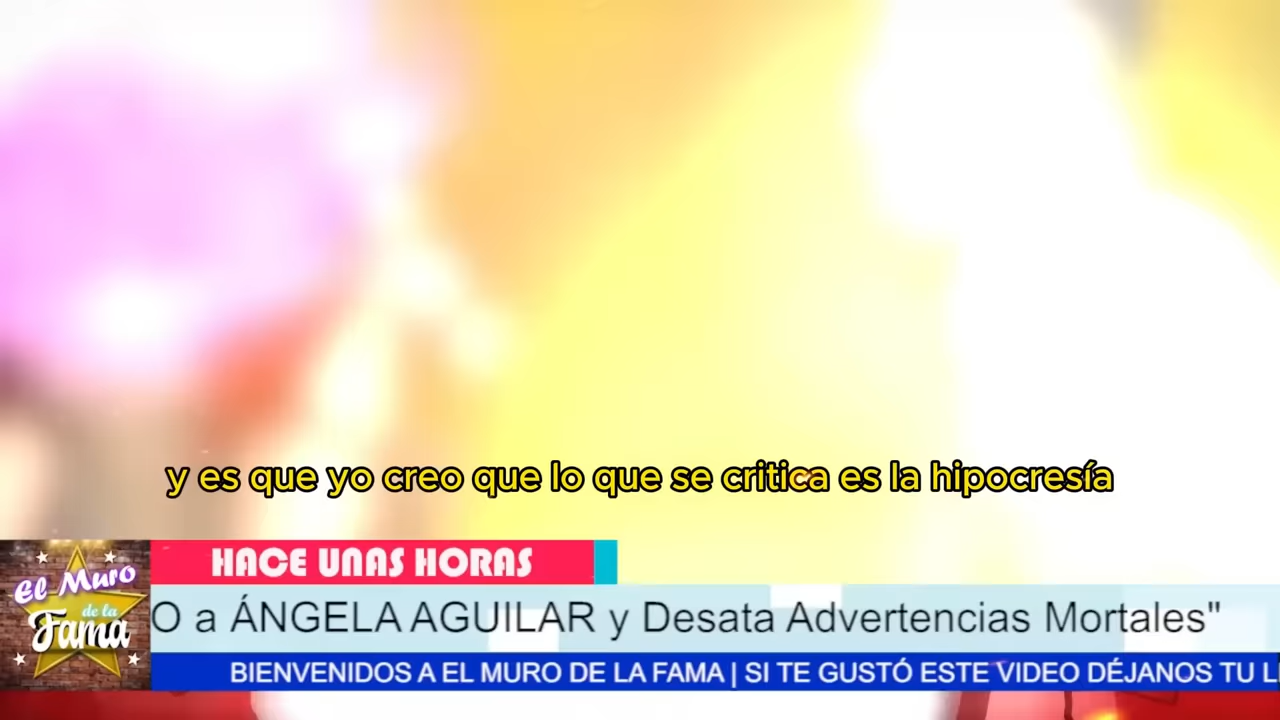 y es que yo creo que lo que se critica es la hipocresía
HACE UNAS HORAS
El Muro
de la
Fama
O a ÁNGELA AGUILAR y Desata Advertencias Mortales"
BIENVENIDOS A EL MURO DE LA FAMA | SI TE GUSTÓ ESTE VIDEO DÉJANOS TU